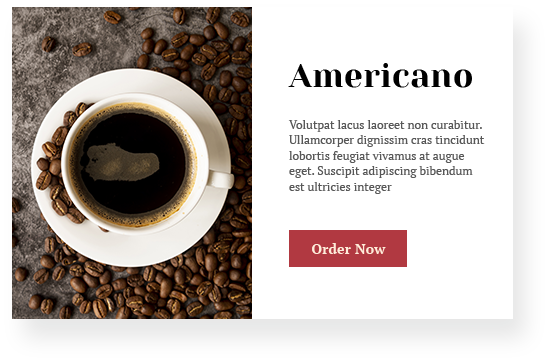 Americano
Volutpat lacus laoreet non curabitur.
Ullamcorper dignissim cras tincidunt
lobortis feugiat vivamus at augue
eget. Suscipit adipiscing bibendum
est ultricies integer
Order Now